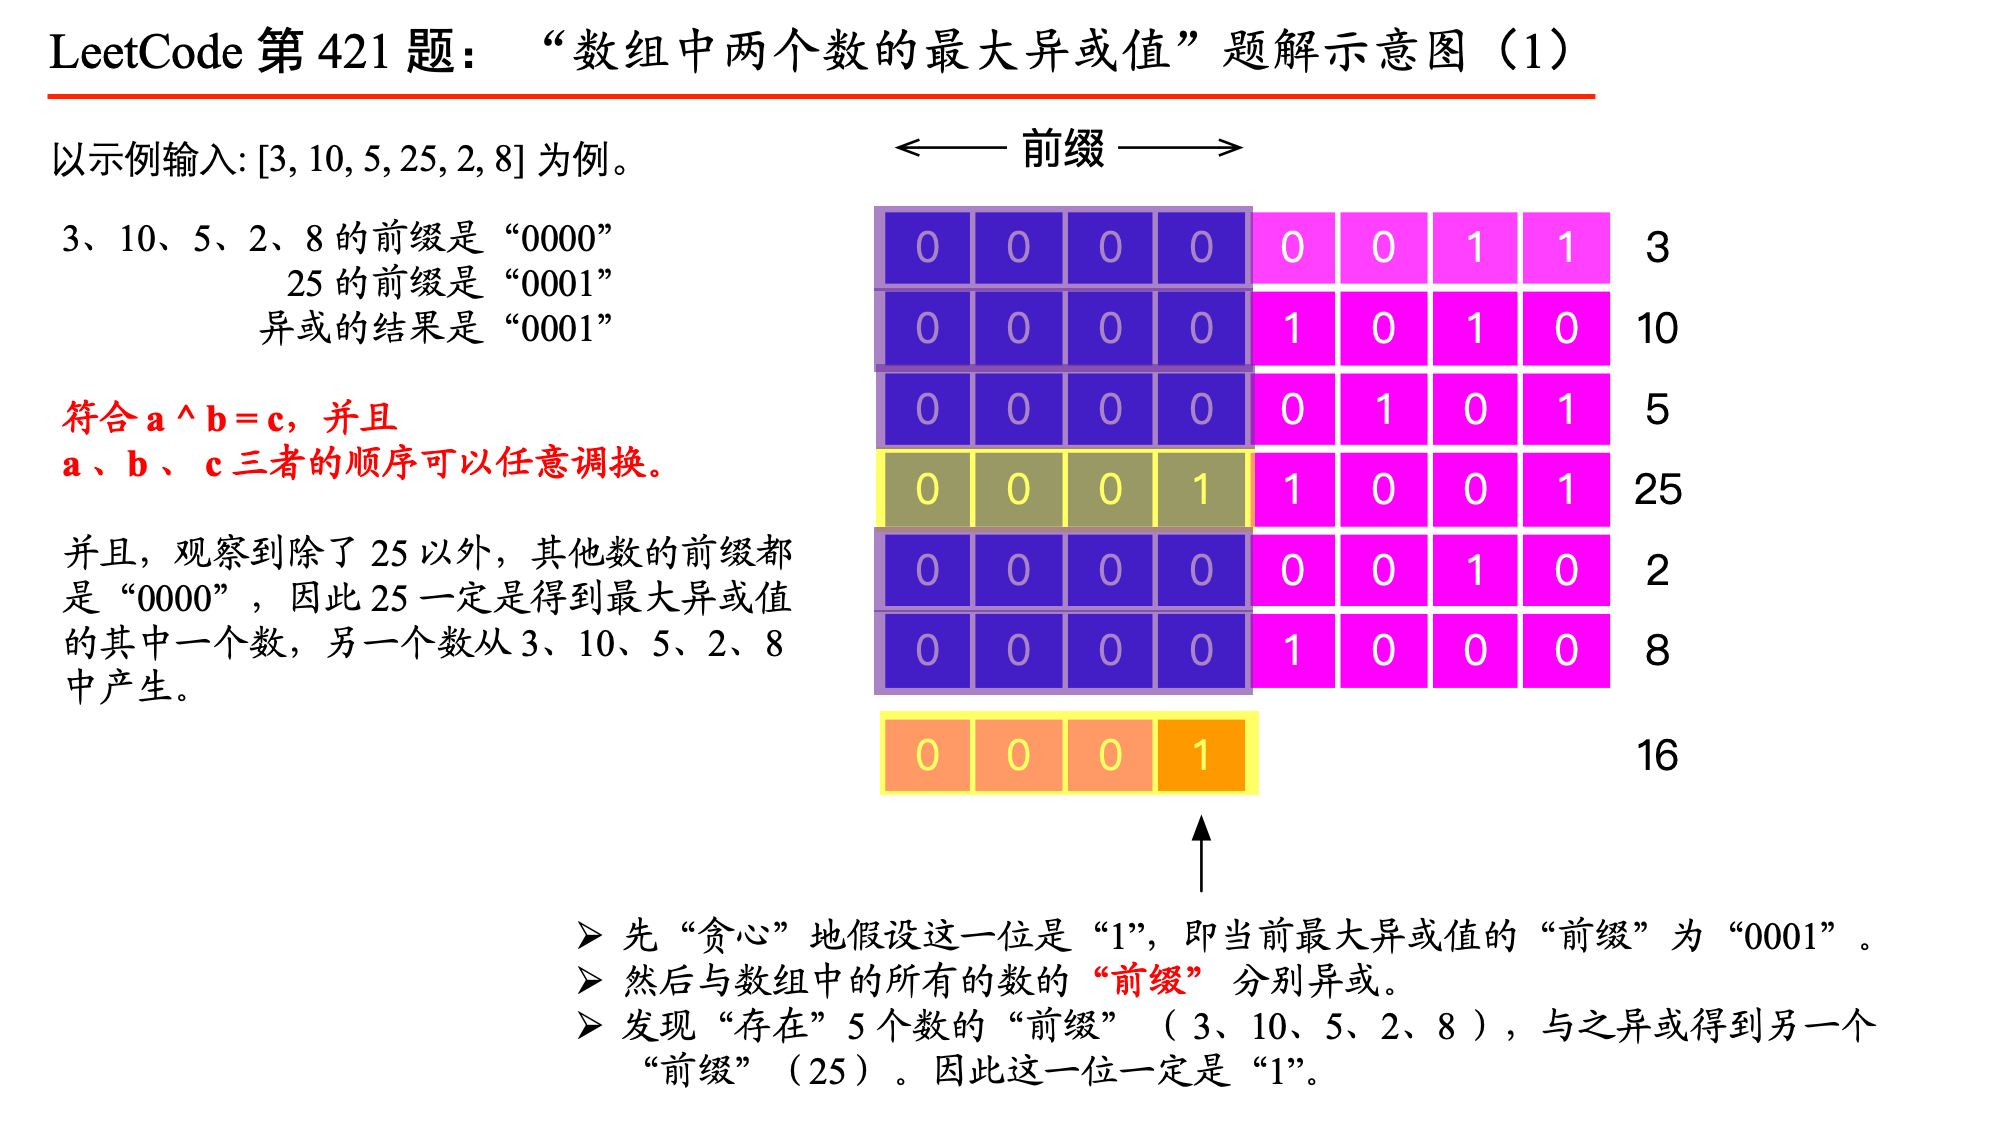 LeetCode 第 421 题： “数组中两个数的最大异或值”题解示意图（1）
以示例输入: [3, 10, 5, 25, 2, 8] 为例。
3、10、5、2、8 的前缀是“0000”
25 的前缀是“0001”
异或的结果是“0001”
符合 a ^ b = c，并且
a 、b 、 c 三者的顺序可以任意调换。
并且，观察到除了 25 以外，其他数的前缀都
是“0000”，因此 25 一定是得到最大异或值
的其中一个数，另一个数从 3、10、5、2、8
中产生。
前缀
0 0 0 0 0 0 1 1 3
0 0 0 0 1 0 1 0 10
0 0 0 0 0 1 0 1 5
0 0 0 1 1 0 0 1 25
0 0 0 0 0 0 1 0 2
0 0 0 0 1 0 0 0 8
0 0 0 1 16
➢ 先“贪心”地假设这一位是“1”，即当前最大异或值的“前缀”为“0001”。
➢ 然后与数组中的所有的数的“前缀”分别异或。
➢ 发现“存在”5 个数的“前缀”（ 3、10、5、2、8 ），与之异或得到另一个
“前缀”（25）。因此这一位一定是“1”。